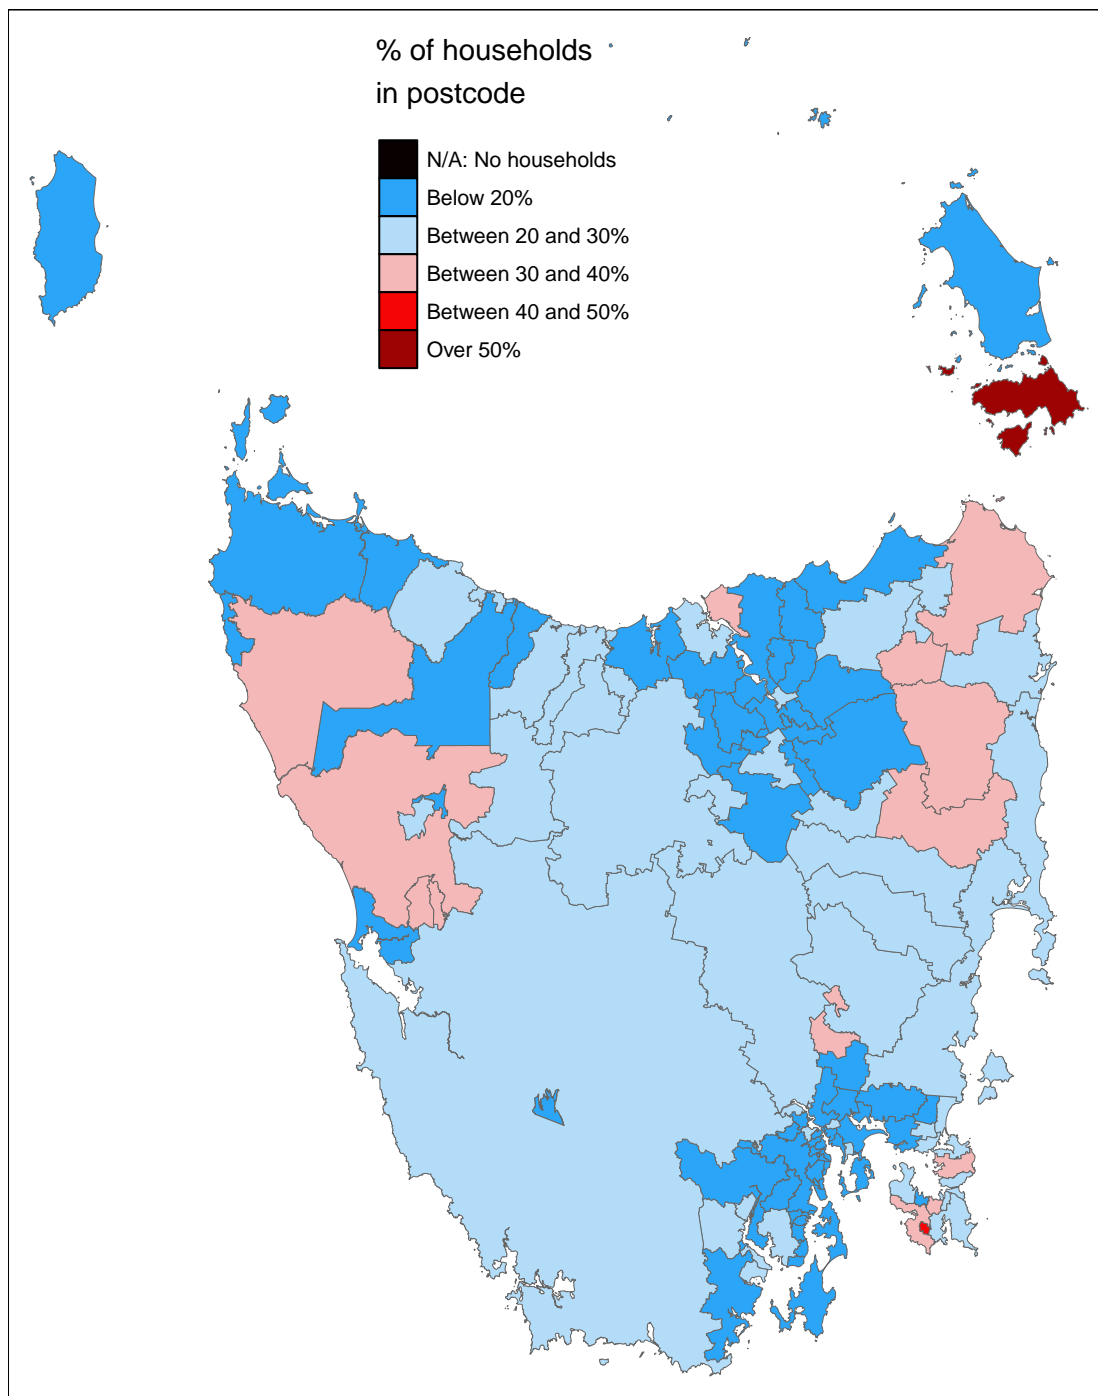 % of households
in postcode
N/A: No households
Below 20%
Between 20 and 30%
Between 30 and 40%
Between 40 and 50%
Over 50%